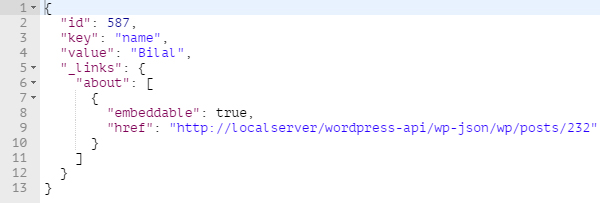 1 {
2   "id": 587,
3   "key": "name",
4   "value": "Bilal",
5   "_links": {
6     "about": [
7       {
8         "embeddable": true,
9         "href": "http://localserver/wordpress-api/wp-json/wp/posts/232"
10       }
11     ]
12   }
13 }